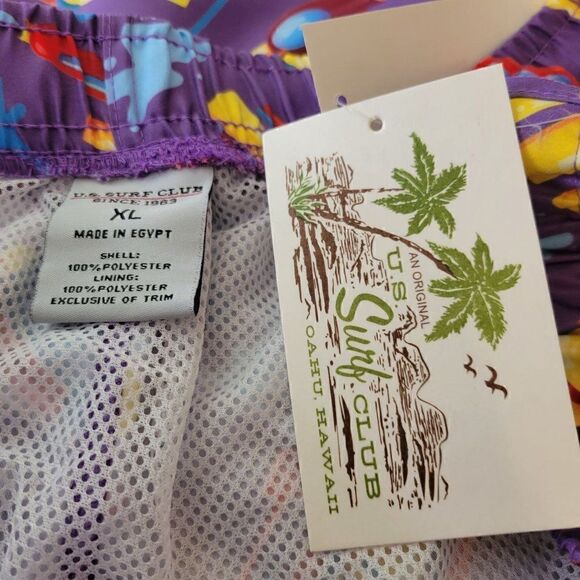 U.S. SURF CLUB
SINCE 1963
XL
MADE IN EGYPT
SHELL:
100% POLYESTER
LINING:
100% POLYESTER
EXCLUSIVE OF TRIM
AN ORIGINAL
U.S.
Surf
CLUB
OAHU, HAWAII